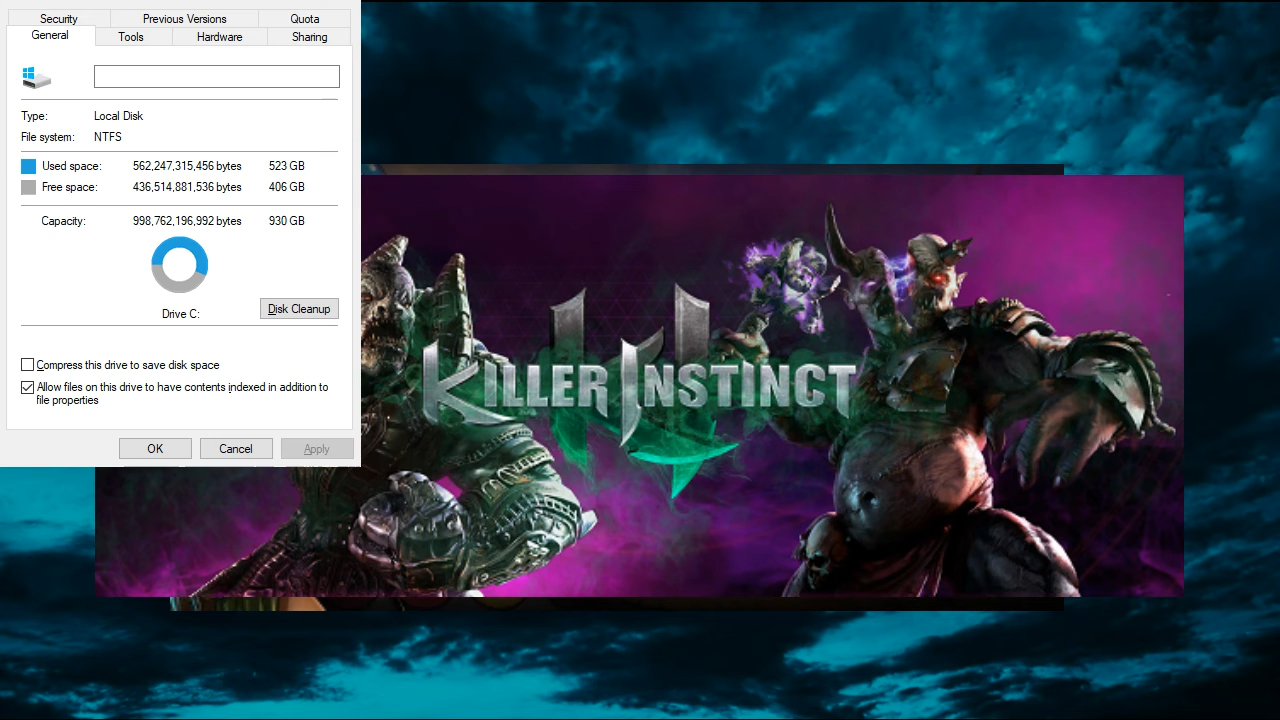 Security Previous Versions Quota
General Tools Hardware Sharing
Type: Local Disk
File system: NTFS
Used space: 562,247,315,456 bytes 523 GB
Free space: 436,514,881,536 bytes 406 GB
Capacity: 998,762,196,992 bytes 930 GB
Drive C:
Disk Cleanup
Compress this drive to save disk space
Allow files on this drive to have contents indexed in addition to
file properties
OK Cancel Apply
KILLER INSTINCT